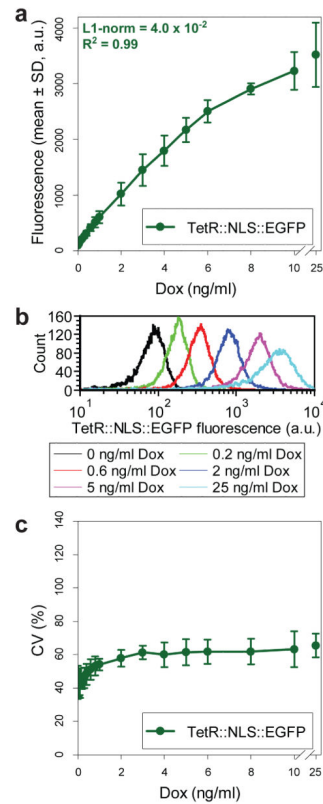 a
L1-norm = 4.0 x 10-2
R2 = 0.99
Fluorescence (mean ± SD, a.u.)
4000
3000
2000
1000
0
TetR::NLS::EGFP
0 2 4 6 8 10 25
Dox (ng/ml)
b
Count
160
120
80
40
0
10 1 10 2 10 3 10 4
TetR::NLS::EGFP fluorescence (a.u.)
0 ng/ml Dox 0.2 ng/ml Dox
0.6 ng/ml Dox 2 ng/ml Dox
5 ng/ml Dox 25 ng/ml Dox
c
CV (%)
140
120
100
80
60
40
20
0
TetR::NLS::EGFP
0 2 4 6 8 10 25
Dox (ng/ml)